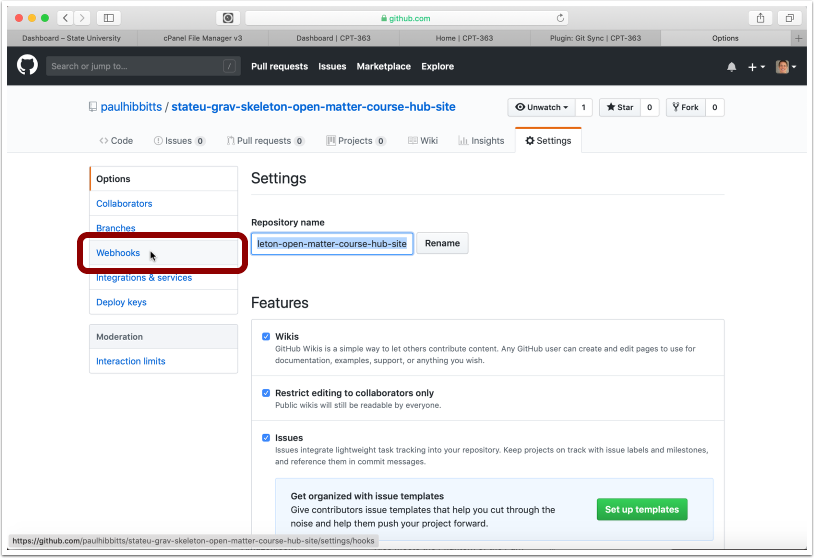 github.com
Dashboard – State University
cPanel File Manager v3
Dashboard | CPT-363
Home | CPT-363
Plugin: Git Sync | CPT-363
Options
Search or jump to...
/
Pull requests
Issues
Marketplace
Explore
paulhibbitts / stateu-grav-skeleton-open-matter-course-hub-site
Unwatch 1
Star 0
Fork 0
Code
Issues 0
Pull requests 0
Projects 0
Wiki
Insights
Settings
Options
Collaborators
Branches
Webhooks
Integrations & services
Deploy keys
Moderation
Interaction limits
Settings
Repository name
leton-open-matter-course-hub-site
Rename
Features
Wikis
GitHub Wikis is a simple way to let others contribute content. Any GitHub user can create and edit pages to use for
documentation, examples, support, or anything you wish.
Restrict editing to collaborators only
Public wikis will still be readable by everyone.
Issues
Issues integrate lightweight task tracking into your repository. Keep projects on track with issue labels and milestones,
and reference them in commit messages.
Get organized with issue templates
Give contributors issue templates that help you cut through the
noise and help them push your project forward.
Set up templates
https://github.com/paulhibbitts/stateu-grav-skeleton-open-matter-course-hub-site/settings/hooks